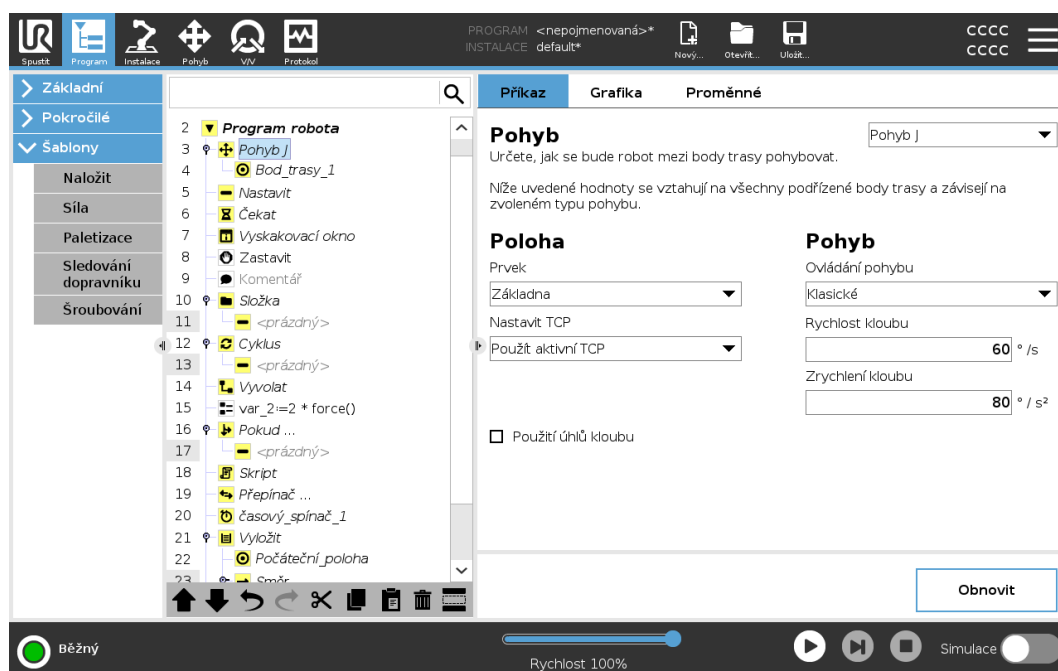 UR
Spustit
Program
Instalace
Pohyb
V/V
Protokol
PROGRAM <nepojmenovaná>*
INSTALACE default*
Nový...
Otevřít...
Uložit...
cccc
cccc
Základní
Pokročilé
Šablony
Naložit
Síla
Paletizace
Sledování
dopravníku
Šroubování
2 Program robota
3 Pohyb J
4 Bod_trasy_1
5 Nastavit
6 Čekat
7 Vyskakovací okno
8 Zastavit
9 Komentář
10 Složka
11 <prázdný>
12 Cyklus
13 <prázdný>
14 Vyvolat
15 var_2:=2 * force()
16 Pokud ...
17 <prázdný>
18 Skript
19 Přepínač ...
20 časový_spínač_1
21 Vyložit
22 Počáteční_poloha
23 Směr
Příkaz
Grafika
Proměnné
Pohyb
Pohyb J
Určete, jak se bude robot mezi body trasy pohybovat.
Níže uvedené hodnoty se vztahují na všechny podřízené body trasy a závisejí na
zvoleném typu pohybu.
Poloha
Prvek
Základna
Nastavit TCP
Použít aktivní TCP
Použití úhlů kloubu
Pohyb
Ovládání pohybu
Klasické
Rychlost kloubu
60 ° /s
Zrychlení kloubu
80 ° / s²
Obnovit
Běžný
Rychlost 100%
Simulace